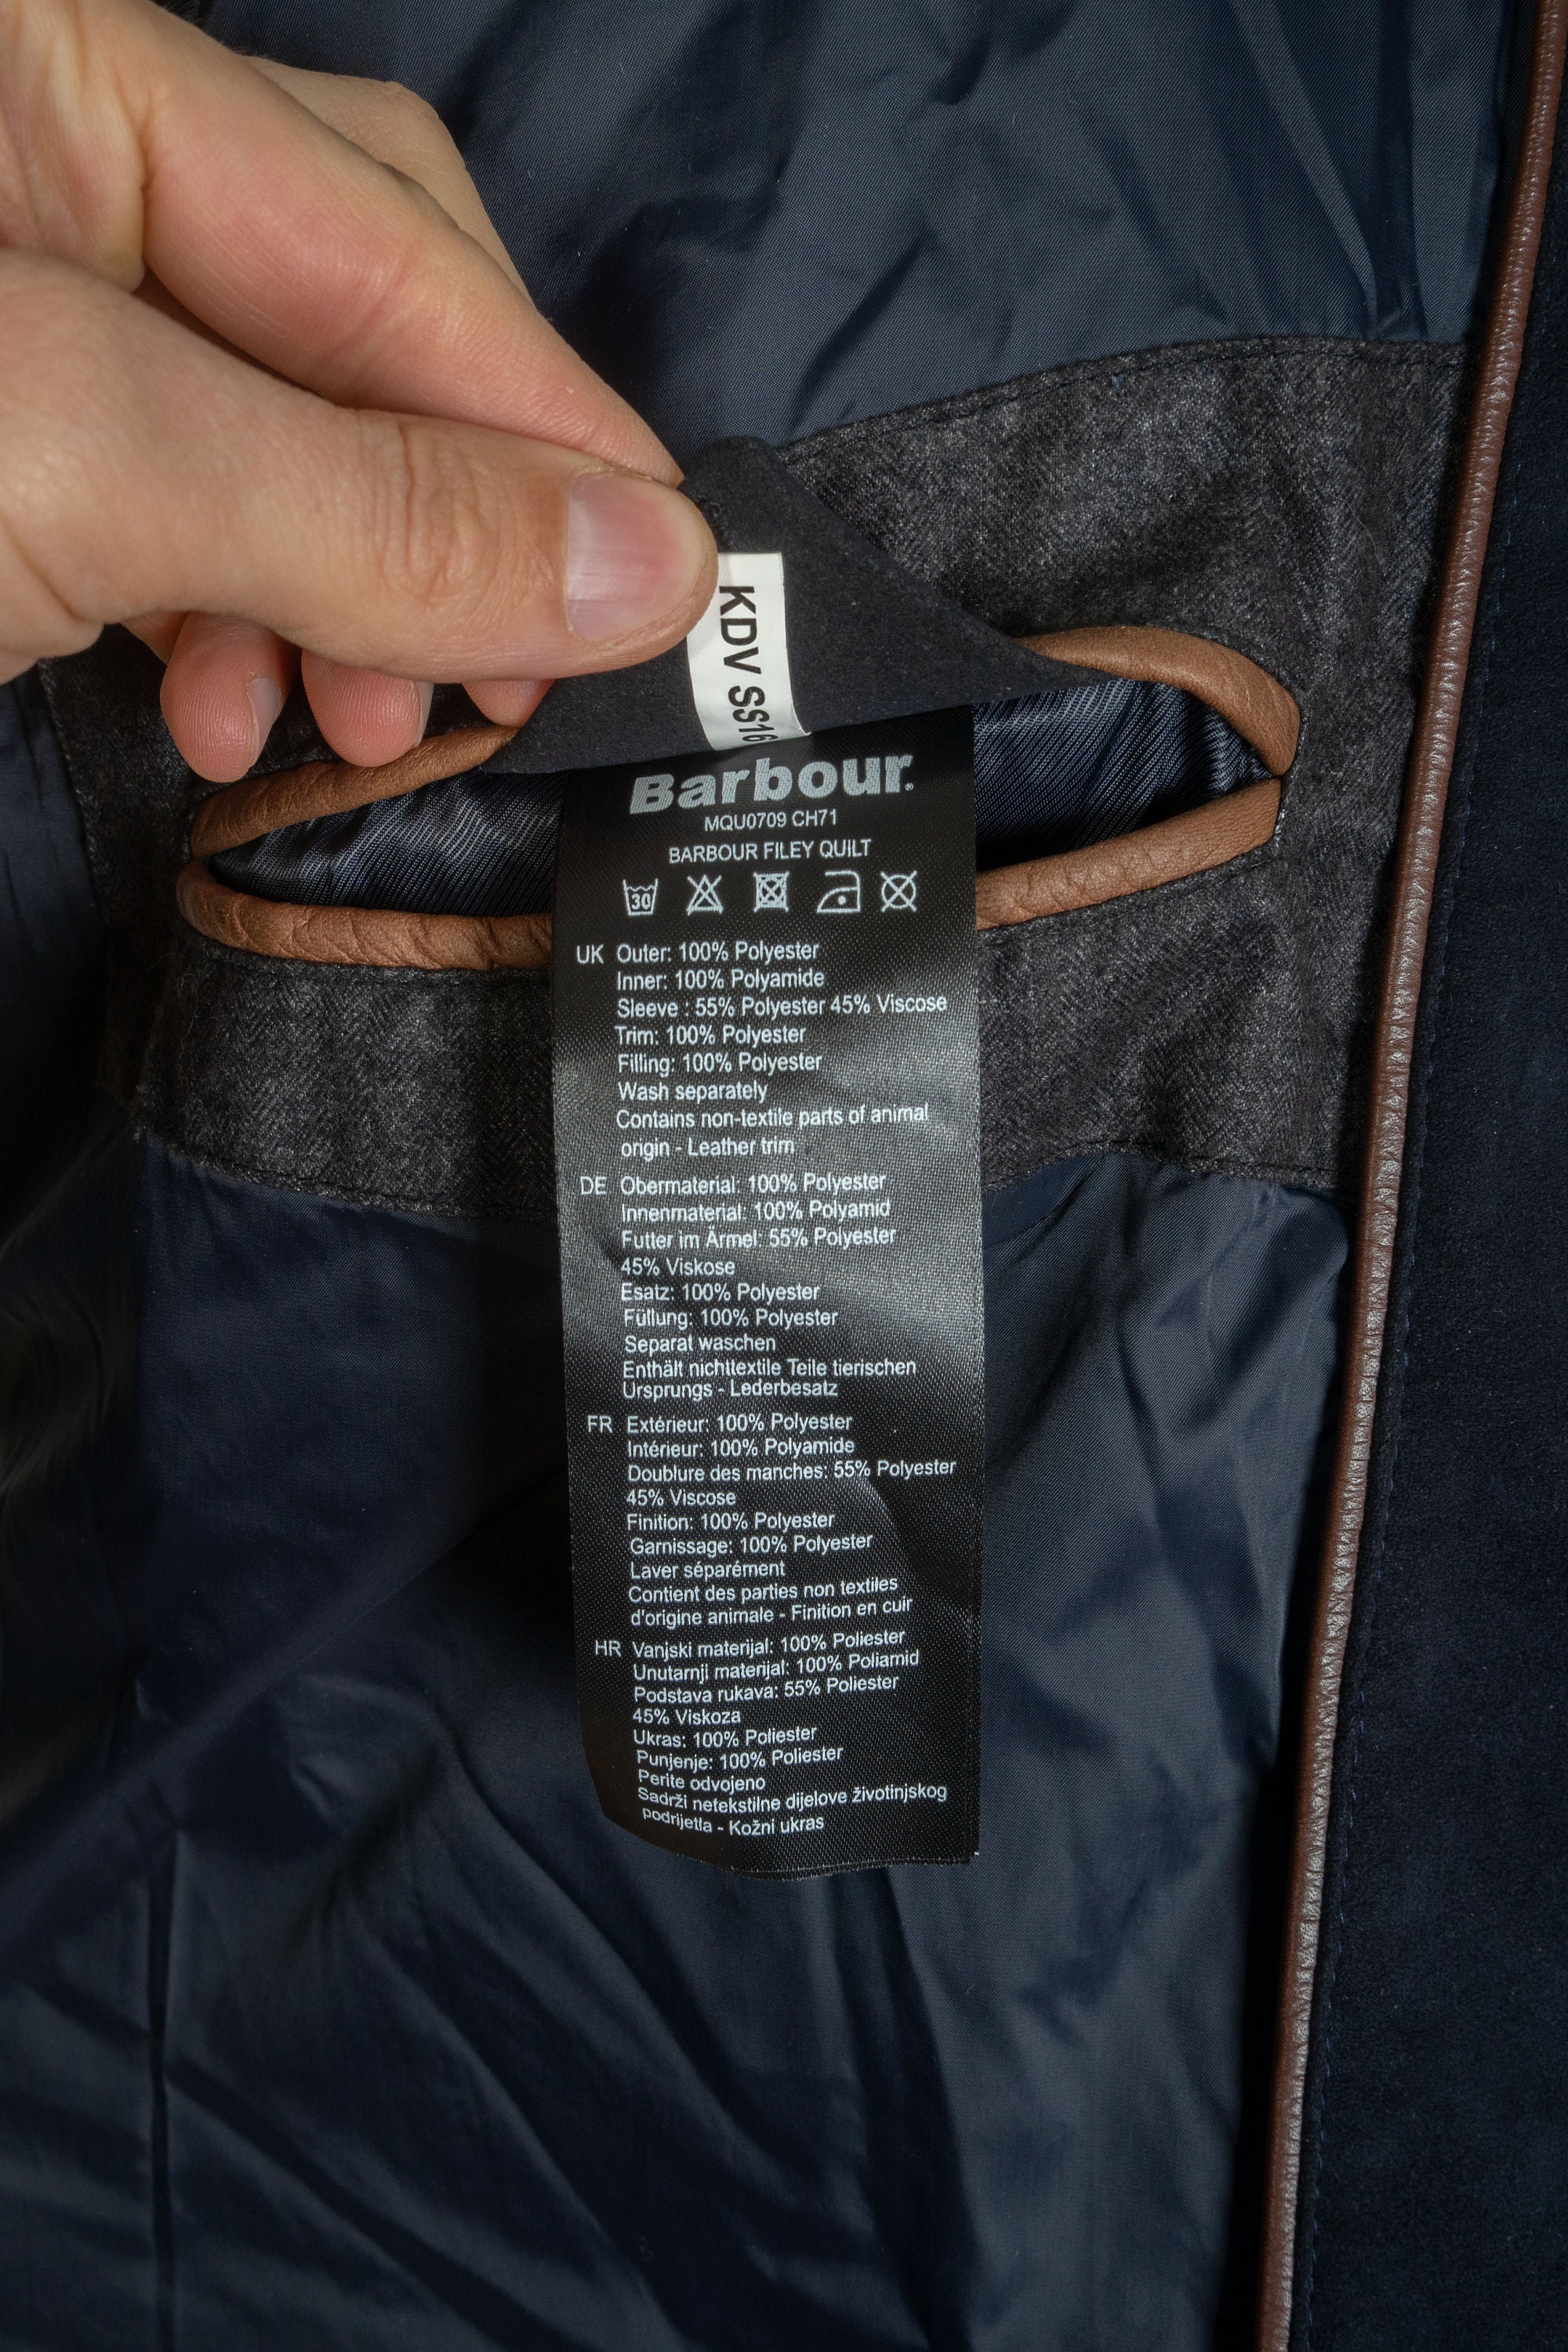 KDV SS16
Barbour.
MQU0709 CH71
BARBOUR FILEY QUILT
30
UK Outer: 100% Polyester
Inner: 100% Polyamide
Sleeve : 55% Polyester 45% Viscose
Trim: 100% Polyester
Filling: 100% Polyester
Wash separately
Contains non-textile parts of animal
origin - Leather trim
DE Obermaterial: 100% Polyester
Innenmaterial: 100% Polyamid
Futter im Armel: 55% Polyester
45% Viskose
Esatz: 100% Polyester
Füllung: 100% Polyester
Separat waschen
Enthält nichttextile Teile tierischen
Ursprungs - Lederbesatz
FR Extérieur: 100% Polyester
Intérieur: 100% Polyamide
Doublure des manches: 55% Polyester
45% Viscose
Finition: 100% Polyester
Garnissage: 100% Polyester
Laver séparément
Contient des parties non textiles
d'origine animale - Finition en cuir
HR Vanjski materijal: 100% Poliester
Unutarnji materijal: 100% Poliamid
Podstava rukava: 55% Poliester
45% Viskoza
Ukras: 100% Poliester
Punjenje: 100% Poliester
Perite odvojeno
Sadrži netekstilne dijelove životinjskog
podrijetla - Kožni ukras